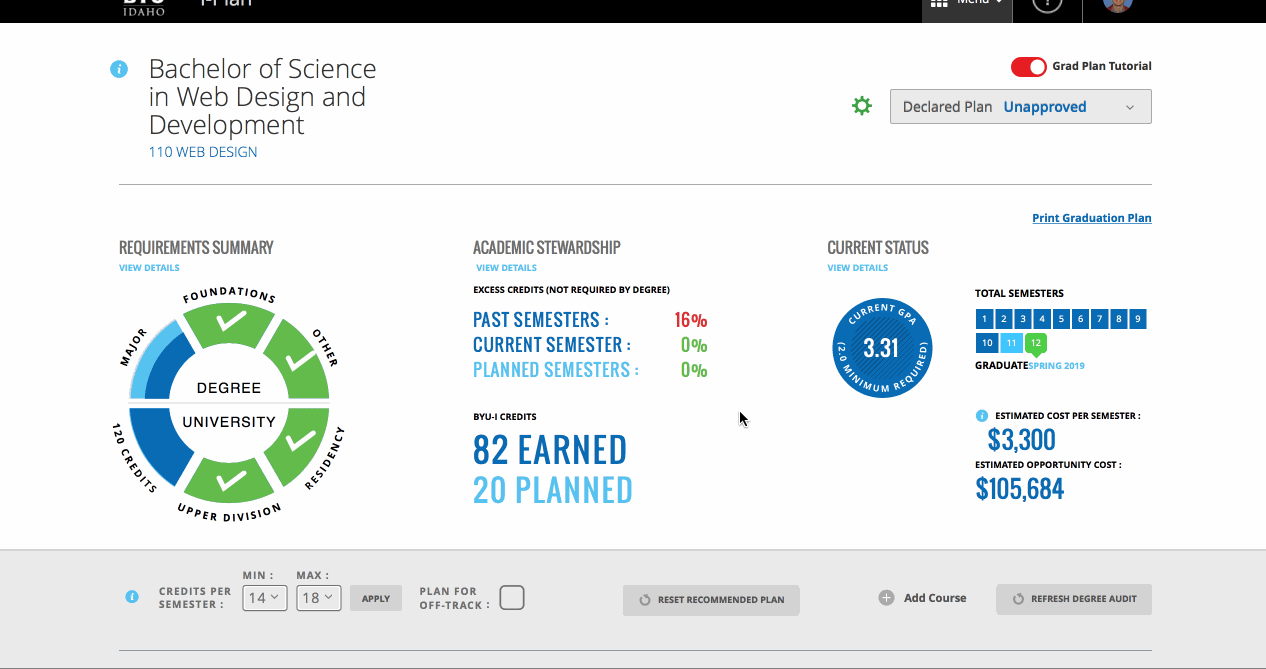 IDAHO
Menu
Bachelor of Science
in Web Design and
Development
110 WEB DESIGN
Grad Plan Tutorial
Declared Plan Unapproved
Print Graduation Plan
REQUIREMENTS SUMMARY
VIEW DETAILS
FOUNDATIONS
MAJOR
OTHER
DEGREE
UNIVERSITY
120 CREDITS
RESIDENCY
UPPER DIVISION
ACADEMIC STEWARDSHIP
VIEW DETAILS
EXCESS CREDITS (NOT REQUIRED BY DEGREE)
PAST SEMESTERS : 16%
CURRENT SEMESTER : 0%
PLANNED SEMESTERS : 0%
BYU-I CREDITS
82 EARNED
20 PLANNED
CURRENT STATUS
VIEW DETAILS
CURRENT GPA
3.31
(2.0 MINIMUM REQUIRED)
TOTAL SEMESTERS
1 2 3 4 5 6 7 8 9
10 11 12
GRADUATE SPRING 2019
ESTIMATED COST PER SEMESTER :
$3,300
ESTIMATED OPPORTUNITY COST :
$105,684
CREDITS PER
SEMESTER :
MIN :
14
MAX :
18
APPLY
PLAN FOR
OFF-TRACK :
RESET RECOMMENDED PLAN
Add Course
REFRESH DEGREE AUDIT